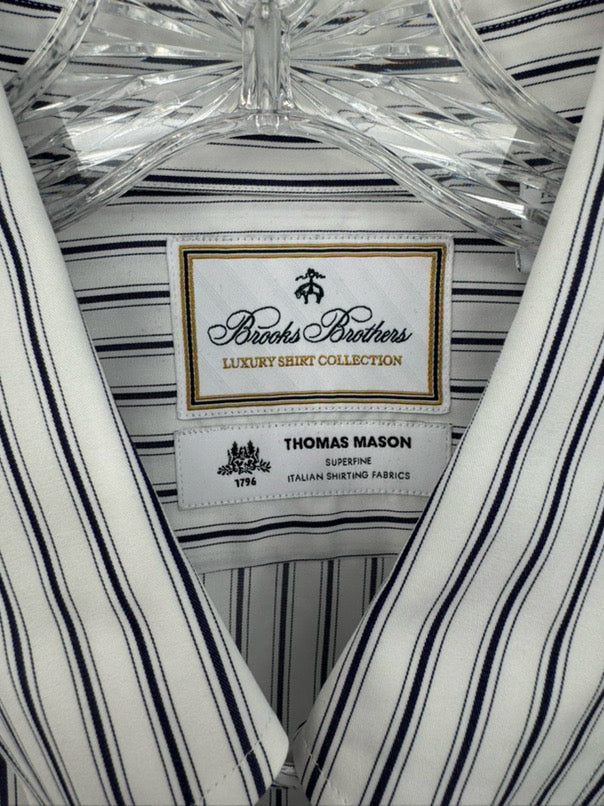 Brooks Brothers
LUXURY SHIRT COLLECTION
THOMAS MASON
SUPERFINE
ITALIAN SHIRTING FABRICS
1796